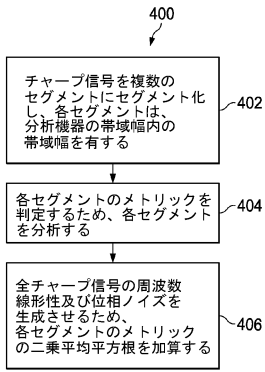 400
チャープ信号を複数の
セグメントにセグメント化
し、各セグメントは、
分析機器の帯域幅内の
帯域幅を有する
402
各セグメントのメトリックを
判定するため、各セグメント
を分析する
404
全チャープ信号の周波数
線形性及び位相ノイズを
生成させるため、
各セグメントのメトリック
の二乗平均平方根を加算する
406